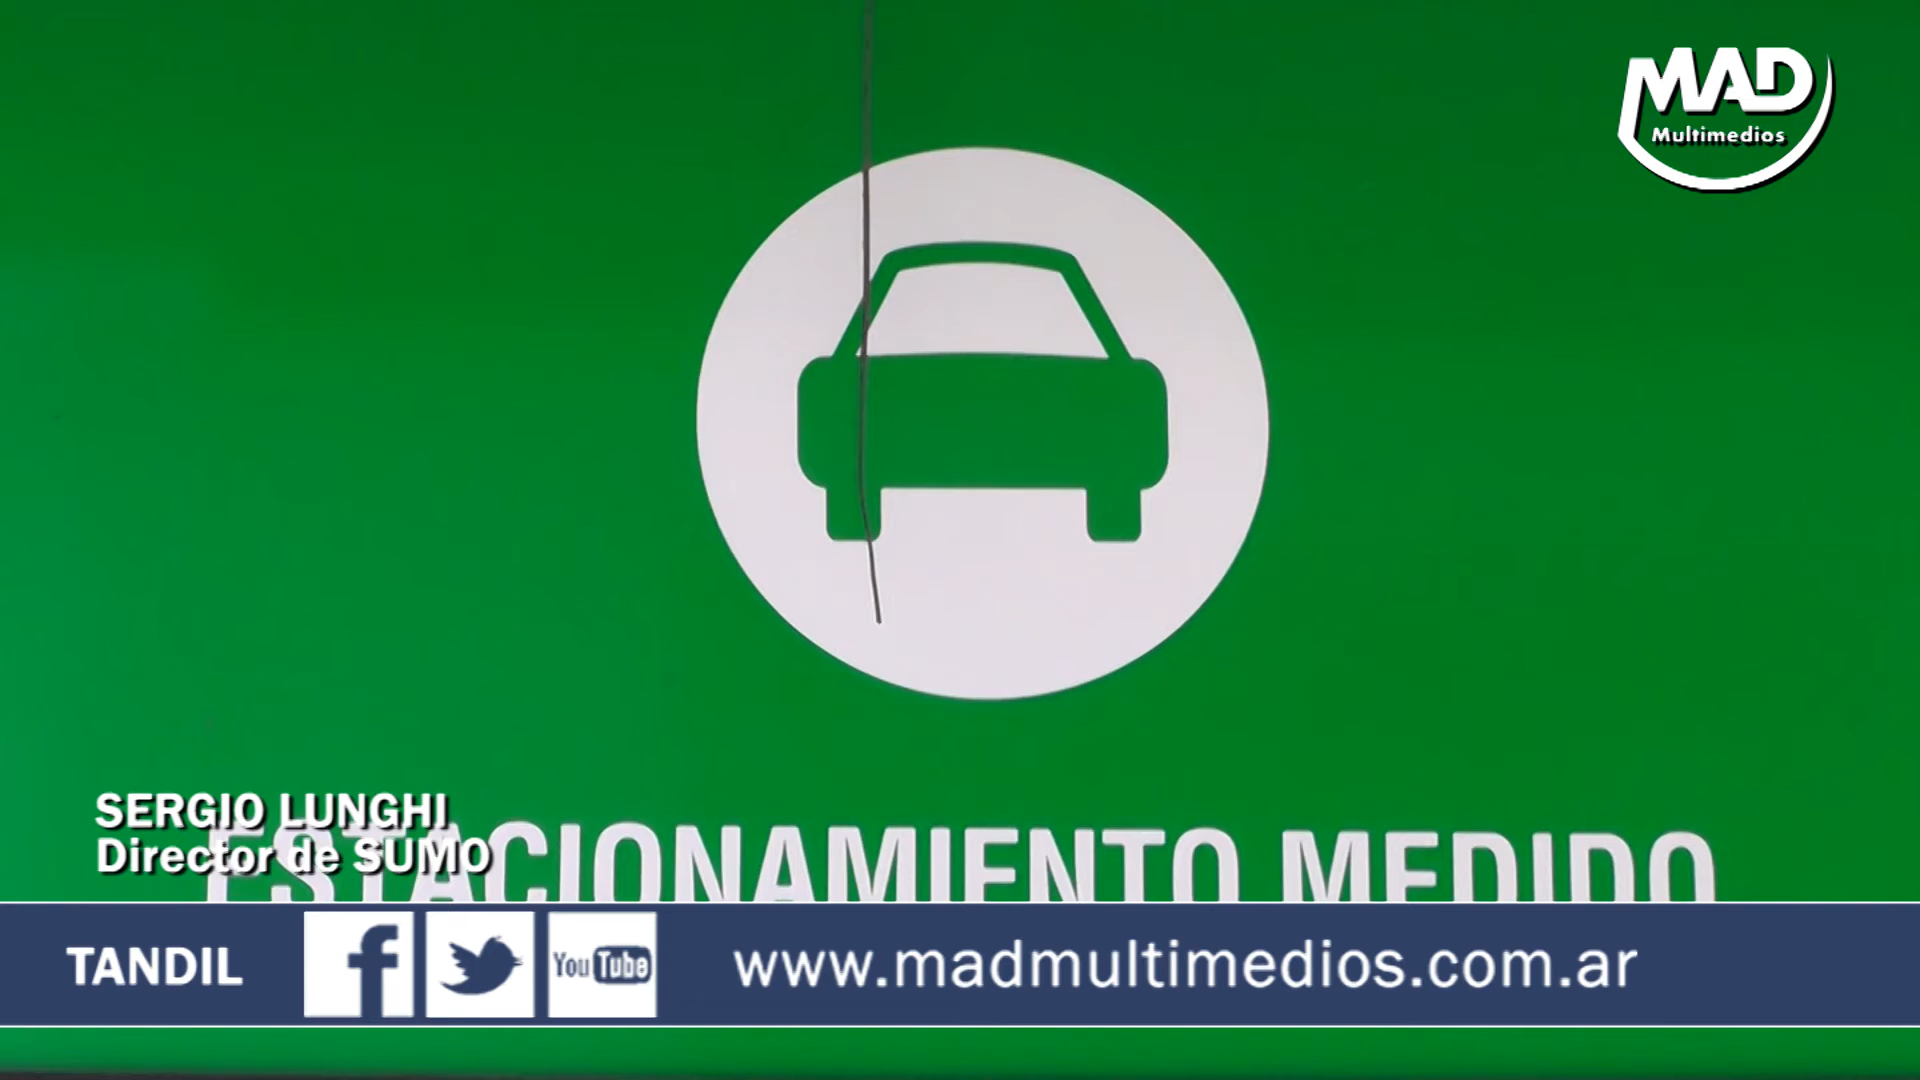 MAD
Multimedios
SERGIO LUNGHI
Director de SUMO
ESTACIONAMIENTO MEDIDO
TANDIL
f
You Tube
www.madmultimedios.com.ar